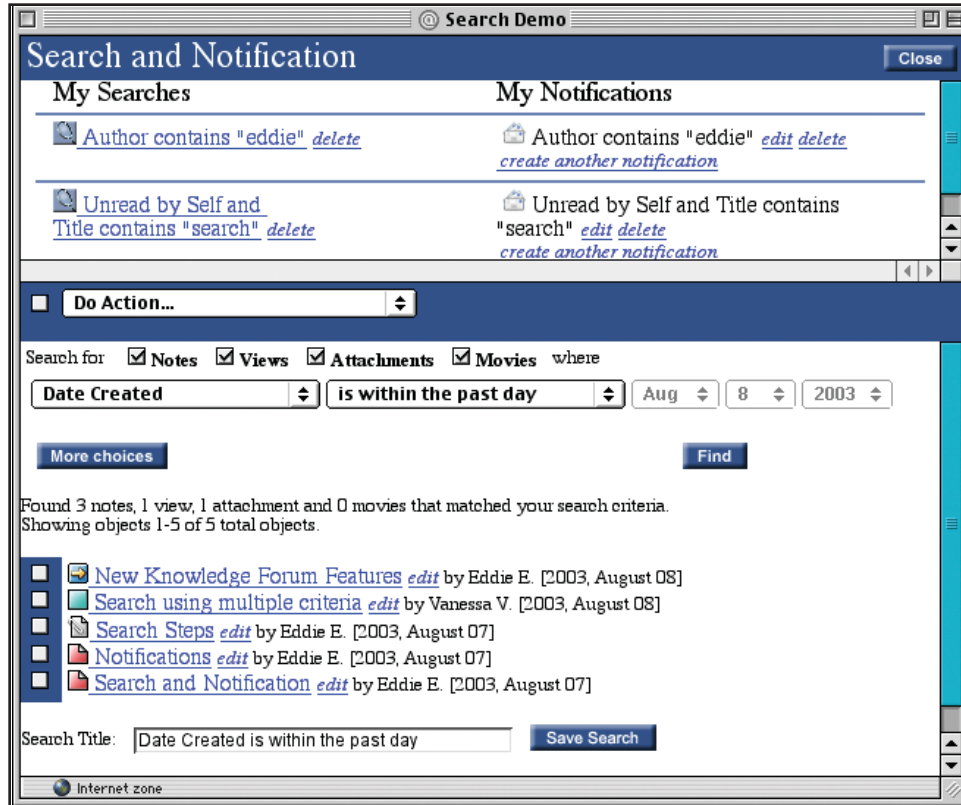 Search Demo
Search and Notification
Close
My Searches
My Notifications
Author contains "eddie" delete
Author contains "eddie" edit delete
create another notification
Unread by Self and
Title contains "search" delete
Unread by Self and Title contains
"search" edit delete
create another notification
Do Action...
Search for Notes Views Attachments Movies where
Date Created is within the past day Aug 8 2003
More choices Find
Found 3 notes, 1 view, 1 attachment and 0 movies that matched your search criteria.
Showing objects 1-5 of 5 total objects.
New Knowledge Forum Features edit by Eddie E. [2003, August 08]
Search using multiple criteria edit by Vanessa V. [2003, August 08]
Search Steps edit by Eddie E. [2003, August 07]
Notifications edit by Eddie E. [2003, August 07]
Search and Notification edit by Eddie E. [2003, August 07]
Search Title: Date Created is within the past day Save Search
Internet zone